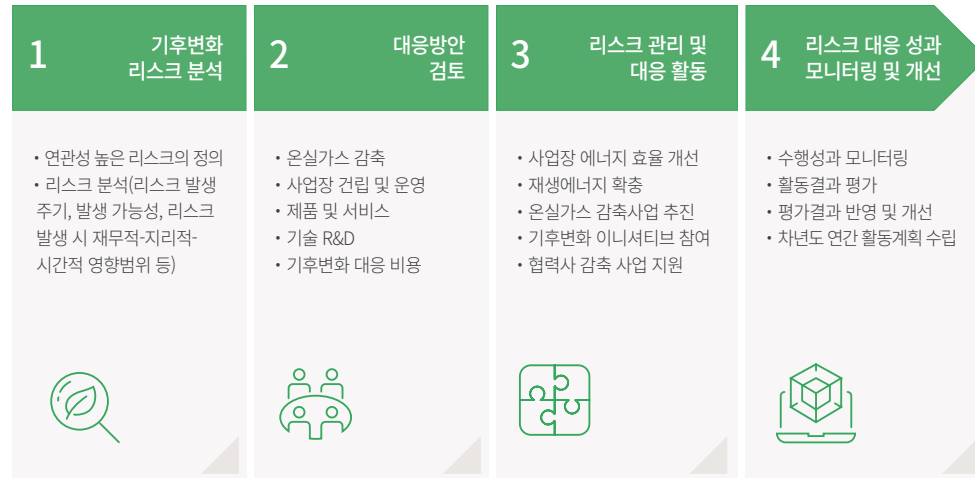 1
기후변화
리스크 분석
• 연관성 높은 리스크의 정의
• 리스크 분석(리스크 발생
주기, 발생 가능성, 리스크
발생 시 재무적-지리적-
시간적 영향범위 등)
2
대응방안
검토
• 온실가스 감축
• 사업장 건립 및 운영
• 제품 및 서비스
• 기술 R&D
• 기후변화 대응 비용
3
리스크 관리 및
대응 활동
• 사업장 에너지 효율 개선
• 재생에너지 확충
• 온실가스 감축사업 추진
• 기후변화 이니셔티브 참여
• 협력사 감축 사업 지원
4
리스크 대응 성과
모니터링 및 개선
• 수행성과 모니터링
• 활동결과 평가
• 평가결과 반영 및 개선
• 차년도 연간 활동계획 수립